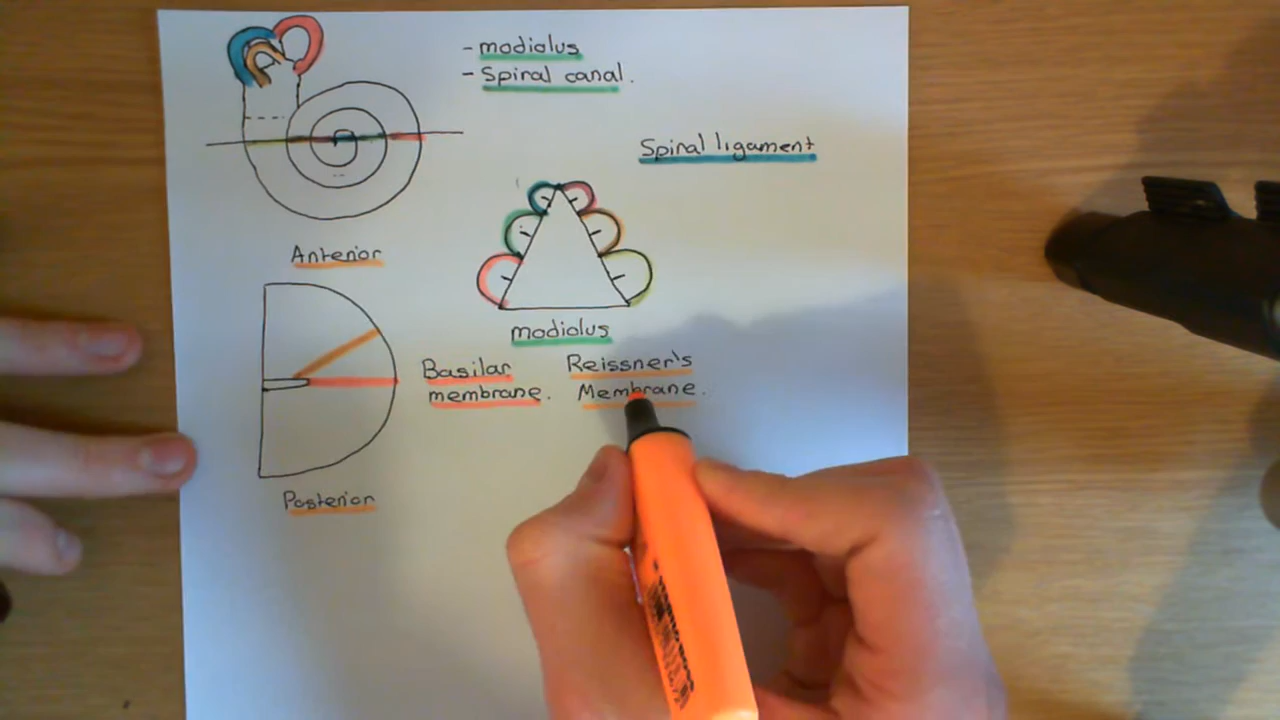 - modiolus
- Spiral canal.
Spiral ligament
Anterior
modiolus
Basilar membrane.
Reissner's Membrane.
Posterior